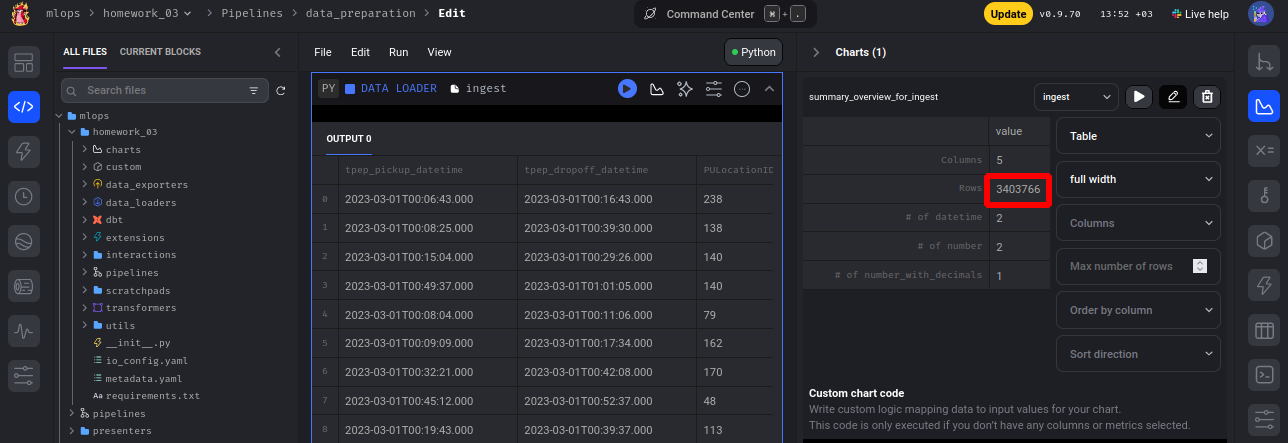 mlops > homework_03 > Pipelines > data_preparation > Edit
Command Center ⌘ + .
Update v0.9.70 13:52 +03 Live help
ALL FILES CURRENT BLOCKS
Search files
mlops
homework_03
charts
custom
data_exporters
data_loaders
dbt
extensions
interactions
pipelines
scratchpads
transformers
utils
__init__.py
io_config.yaml
metadata.yaml
requirements.txt
pipelines
presenters
File Edit Run View
Python
PY DATA LOADER ingest
OUTPUT 0
tpep_pickup_datetime tpep_dropoff_datetime PULocationID
0 2023-03-01T00:06:43.000 2023-03-01T00:16:43.000 238
1 2023-03-01T00:08:25.000 2023-03-01T00:39:30.000 138
2 2023-03-01T00:15:04.000 2023-03-01T00:29:26.000 140
3 2023-03-01T00:49:37.000 2023-03-01T01:01:05.000 140
4 2023-03-01T00:08:04.000 2023-03-01T00:11:06.000 79
5 2023-03-01T00:09:09.000 2023-03-01T00:17:34.000 162
6 2023-03-01T00:32:21.000 2023-03-01T00:42:08.000 170
7 2023-03-01T00:45:12.000 2023-03-01T00:52:37.000 48
8 2023-03-01T00:19:43.000 2023-03-01T00:39:37.000 113
Charts (1)
summary_overview_for_ingest
ingest
value
Columns 5
Rows 3403766
# of datetime 2
# of number 2
# of number_with_decimals 1
Table
full width
Columns
Max number of rows
Order by column
Sort direction
Custom chart code
Write custom logic mapping data to input values for your chart.
This code is only executed if you don't have any columns or metrics selected.